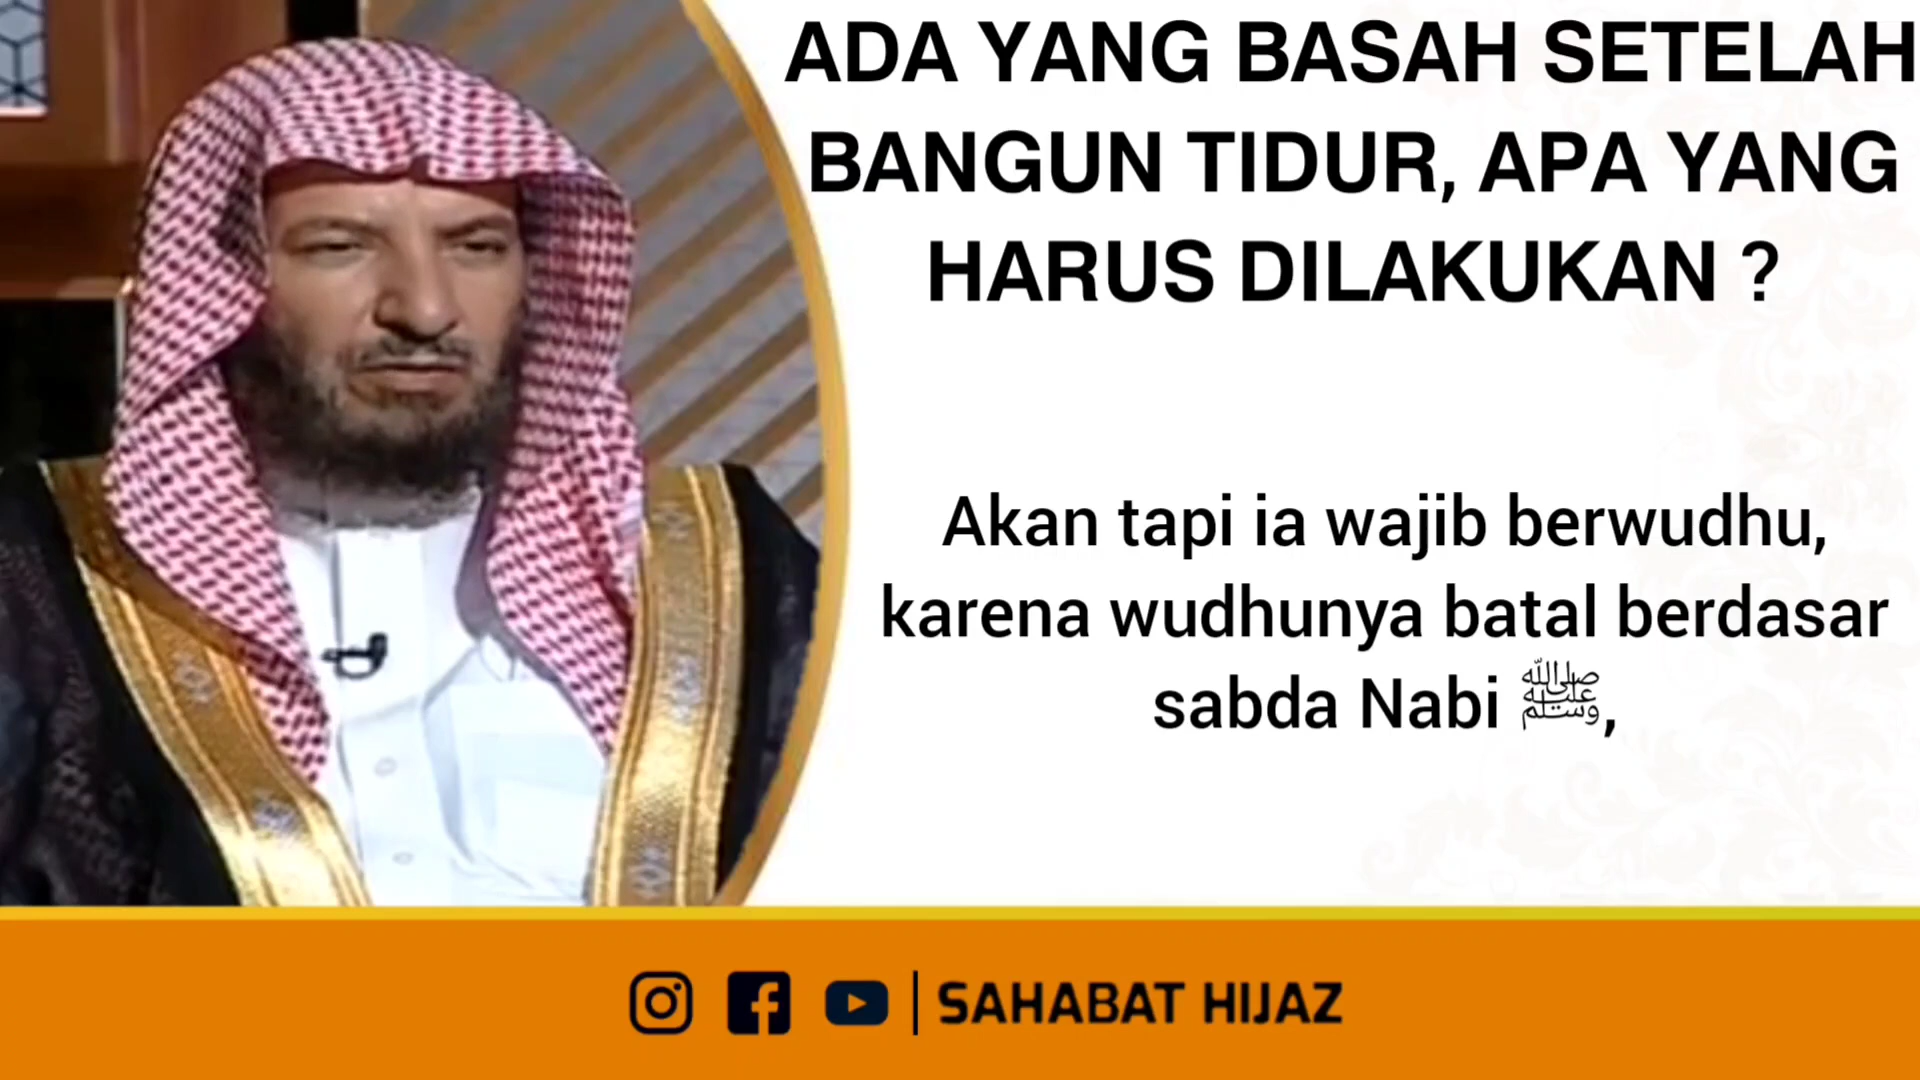 ADA YANG BASAH SETELAH
BANGUN TIDUR, APA YANG
HARUS DILAKUKAN ?
Akan tapi ia wajib berwudhu,
karena wudhunya batal berdasar
sabda Nabi ﷺ,
SAHABAT HIJAZ